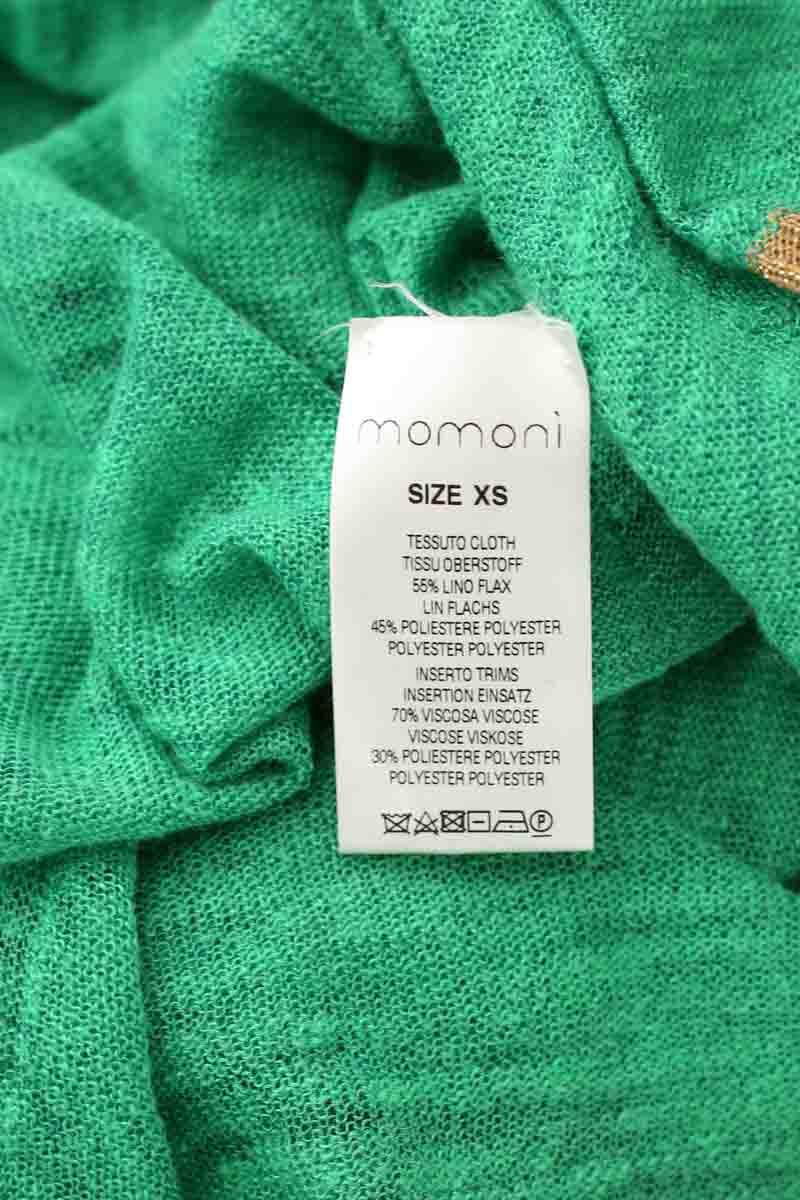 momonì
SIZE XS
TESSUTO CLOTH
TISSU OBERSTOFF
55% LINO FLAX
LIN FLACHS
45% POLIESTERE POLYESTER
POLYESTER POLYESTER
INSERTO TRIMS
INSERTION EINSATZ
70% VISCOSA VISCOSE
VISCOSE VISKOSE
30% POLIESTERE POLYESTER
POLYESTER POLYESTER
P